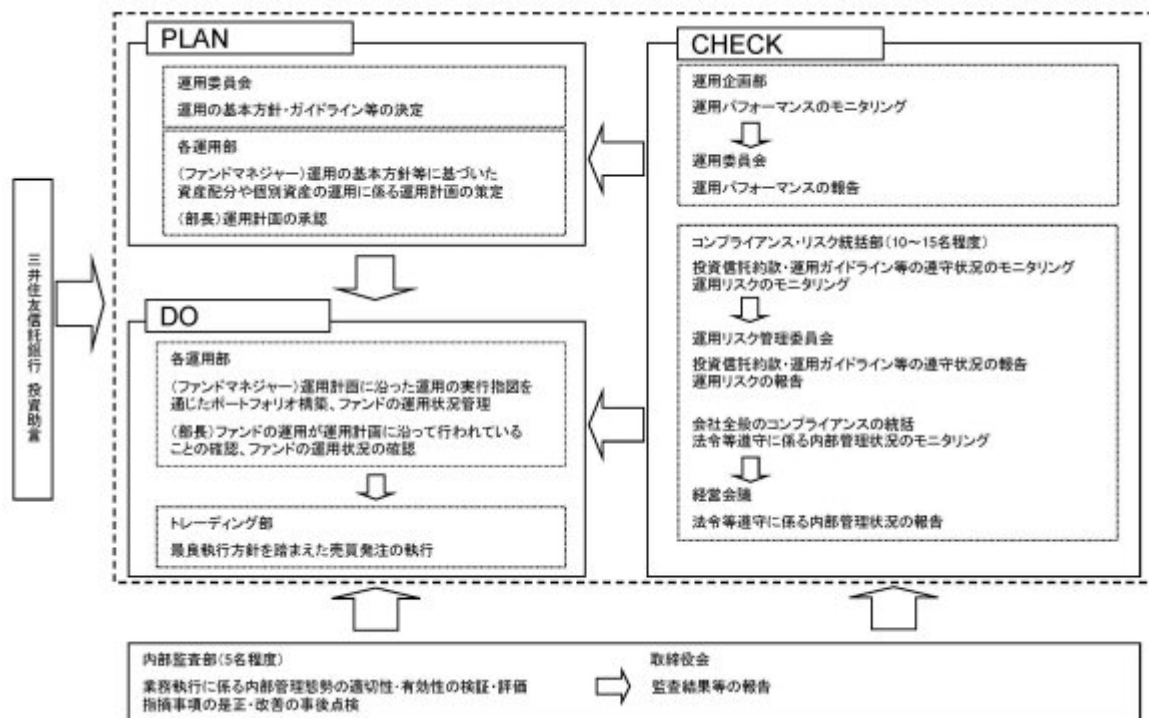 三井住友信託銀行 投資助言
PLAN
運用委員会
運用の基本方針・ガイドライン等の決定
各運用部
(ファンドマネジャー)運用の基本方針等に基づいた
資産配分や個別資産の運用に係る運用計画の策定
(部長)運用計画の承認
DO
各運用部
(ファンドマネジャー)運用計画に沿った運用の実行指図を
通じたポートフォリオ構築、ファンドの運用状況管理
(部長)ファンドの運用が運用計画に沿って行われている
ことの確認、ファンドの運用状況の確認
トレーディング部
最良執行方針を踏まえた売買発注の執行
CHECK
運用企画部
運用パフォーマンスのモニタリング
運用委員会
運用パフォーマンスの報告
コンプライアンス・リスク統括部(10~15名程度)
投資信託約款・運用ガイドライン等の遵守状況のモニタリング
運用リスクのモニタリング
運用リスク管理委員会
投資信託約款・運用ガイドライン等の遵守状況の報告
運用リスクの報告
会社全般のコンプライアンスの統括
法令等遵守に係る内部管理状況のモニタリング
経営会議
法令等遵守に係る内部管理状況の報告
内部監査部(5名程度)
業務執行に係る内部管理態勢の適切性・有効性の検証・評価
指摘事項の是正・改善の事後点検
取締役会
監査結果等の報告